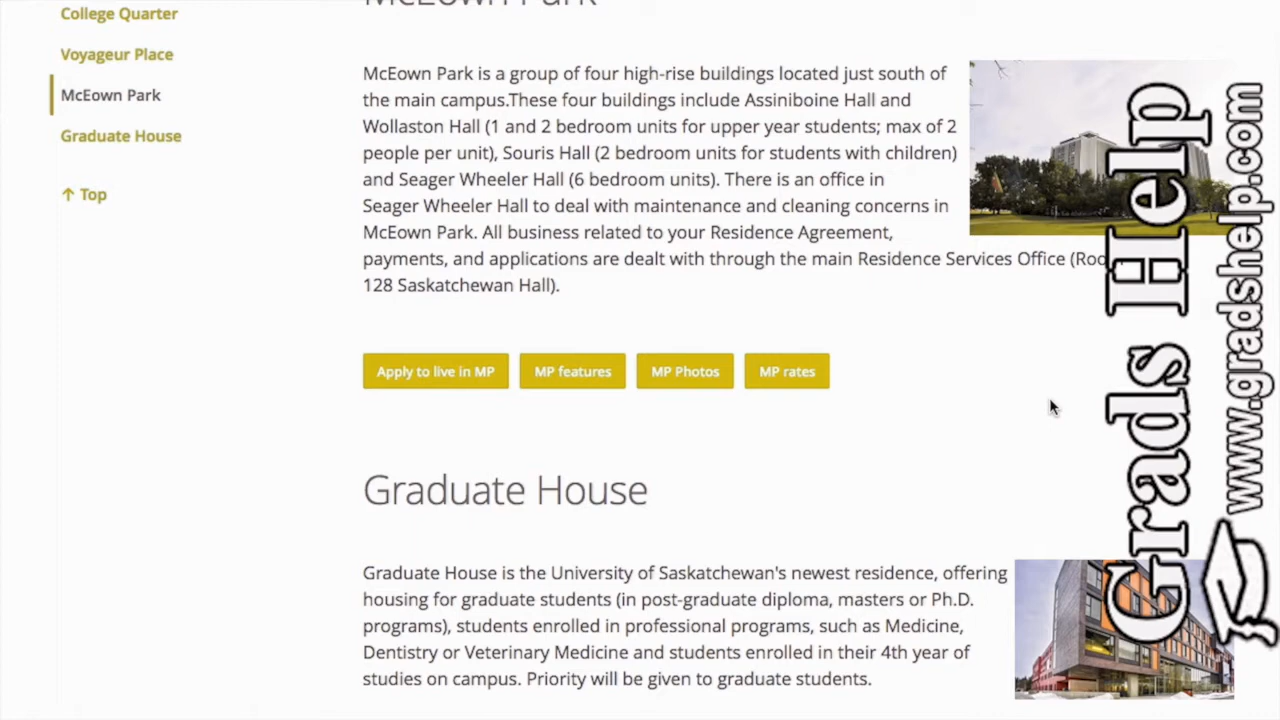 College Quarter
Voyageur Place
McEown Park
Graduate House
↑ Top
McEown Park
McEown Park is a group of four high-rise buildings located just south of
the main campus.These four buildings include Assiniboine Hall and
Wollaston Hall (1 and 2 bedroom units for upper year students; max of 2
people per unit), Souris Hall (2 bedroom units for students with children)
and Seager Wheeler Hall (6 bedroom units). There is an office in
Seager Wheeler Hall to deal with maintenance and cleaning concerns in
McEown Park. All business related to your Residence Agreement,
payments, and applications are dealt with through the main Residence Services Office (Roo
128 Saskatchewan Hall).
Apply to live in MP
MP features
MP Photos
MP rates
Graduate House
Graduate House is the University of Saskatchewan's newest residence, offering
housing for graduate students (in post-graduate diploma, masters or Ph.D.
programs), students enrolled in professional programs, such as Medicine,
Dentistry or Veterinary Medicine and students enrolled in their 4th year of
studies on campus. Priority will be given to graduate students.
Grads Help
www.gradshelp.com